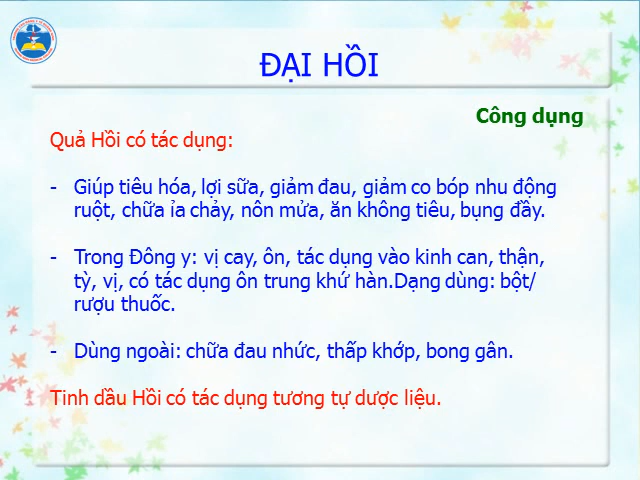 ĐẠI HỒI
Công dụng
Quả Hồi có tác dụng:
- Giúp tiêu hóa, lợi sữa, giảm đau, giảm co bóp nhu động
ruột, chữa ỉa chảy, nôn mửa, ăn không tiêu, bụng đầy.
- Trong Đông y: vị cay, ôn, tác dụng vào kinh can, thận,
tỳ, vị, có tác dụng ôn trung khứ hàn.Dạng dùng: bột/
rượu thuốc.
- Dùng ngoài: chữa đau nhức, thấp khớp, bong gân.
Tinh dầu Hồi có tác dụng tương tự dược liệu.